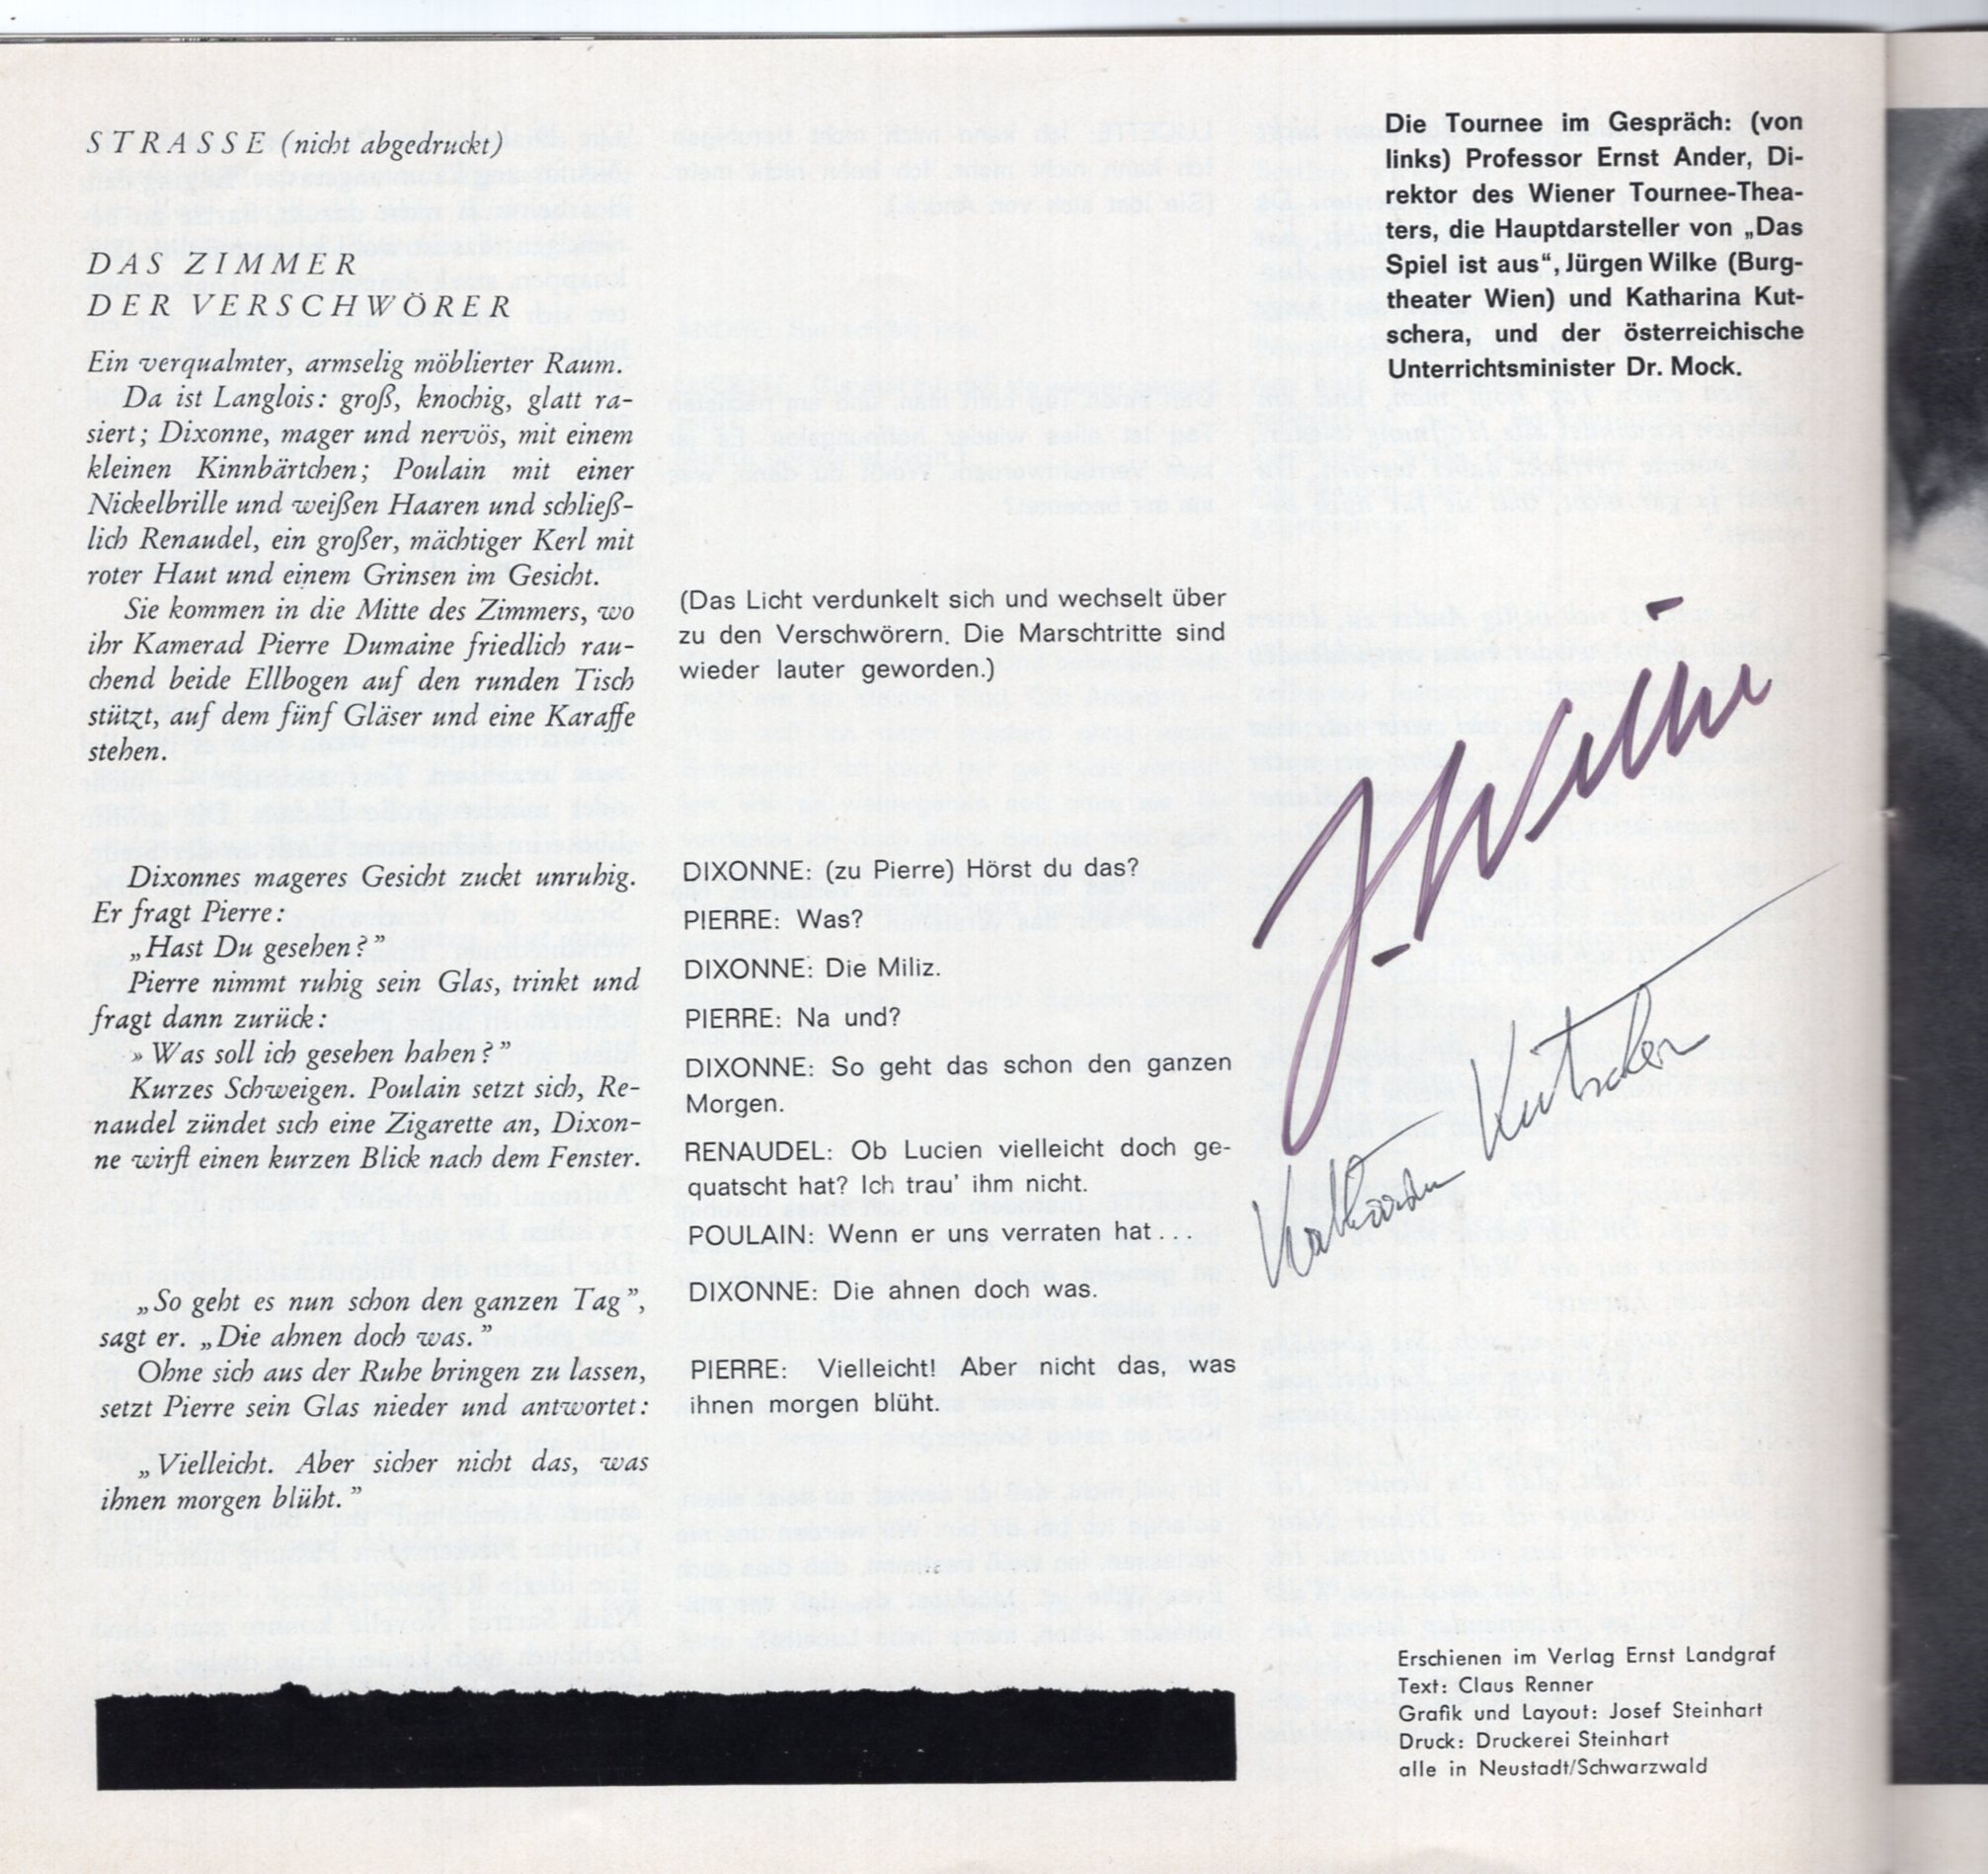 STRASSE (nicht abgedruckt)
DAS ZIMMER
DER VERSCHWÖRER
Ein verqualmter, armselig möblierter Raum.
Da ist Langlois: groß, knochig, glatt ra-
siert; Dixonne, mager und nervös, mit einem
kleinen Kinnbärtchen; Poulain mit einer
Nickelbrille und weißen Haaren und schließ-
lich Renaudel, ein großer, mächtiger Kerl mit
roter Haut und einem Grinsen im Gesicht.
Sie kommen in die Mitte des Zimmers, wo
ihr Kamerad Pierre Dumaine friedlich rau-
chend beide Ellbogen auf den runden Tisch
stützt, auf dem fünf Gläser und eine Karaffe
stehen.
Dixonnes mageres Gesicht zuckt unruhig.
Er fragt Pierre:
„Hast Du gesehen?”
Pierre nimmt ruhig sein Glas, trinkt und
fragt dann zurück:
»Was soll ich gesehen haben?”
Kurzes Schweigen. Poulain setzt sich, Re-
naudel zündet sich eine Zigarette an, Dixon-
ne wirft einen kurzen Blick nach dem Fenster.
„So geht es nun schon den ganzen Tag”,
sagt er. „Die ahnen doch was.”
Ohne sich aus der Ruhe bringen zu lassen,
setzt Pierre sein Glas nieder und antwortet:
„Vielleicht. Aber sicher nicht das, was
ihnen morgen blüht.”
(Das Licht verdunkelt sich und wechselt über
zu den Verschwörern. Die Marschtritte sind
wieder lauter geworden.)
DIXONNE: (zu Pierre) Hörst du das?
PIERRE: Was?
DIXONNE: Die Miliz.
PIERRE: Na und?
DIXONNE: So geht das schon den ganzen
Morgen.
RENAUDEL: Ob Lucien vielleicht doch ge-
quatscht hat? Ich trau' ihm nicht.
POULAIN: Wenn er uns verraten hat...
DIXONNE: Die ahnen doch was.
PIERRE: Vielleicht! Aber nicht das, was
ihnen morgen blüht.
Die Tournee im Gespräch: (von
links) Professor Ernst Ander, Di-
rektor des Wiener Tournee-Thea-
ters, die Hauptdarsteller von „Das
Spiel ist aus“, Jürgen Wilke (Burg-
theater Wien) und Katharina Kut-
schera, und der österreichische
Unterrichtsminister Dr. Mock.
J. Wilke
Katharina Kutschera
Erschienen im Verlag Ernst Landgraf
Text: Claus Renner
Grafik und Layout: Josef Steinhart
Druck: Druckerei Steinhart
alle in Neustadt/Schwarzwald